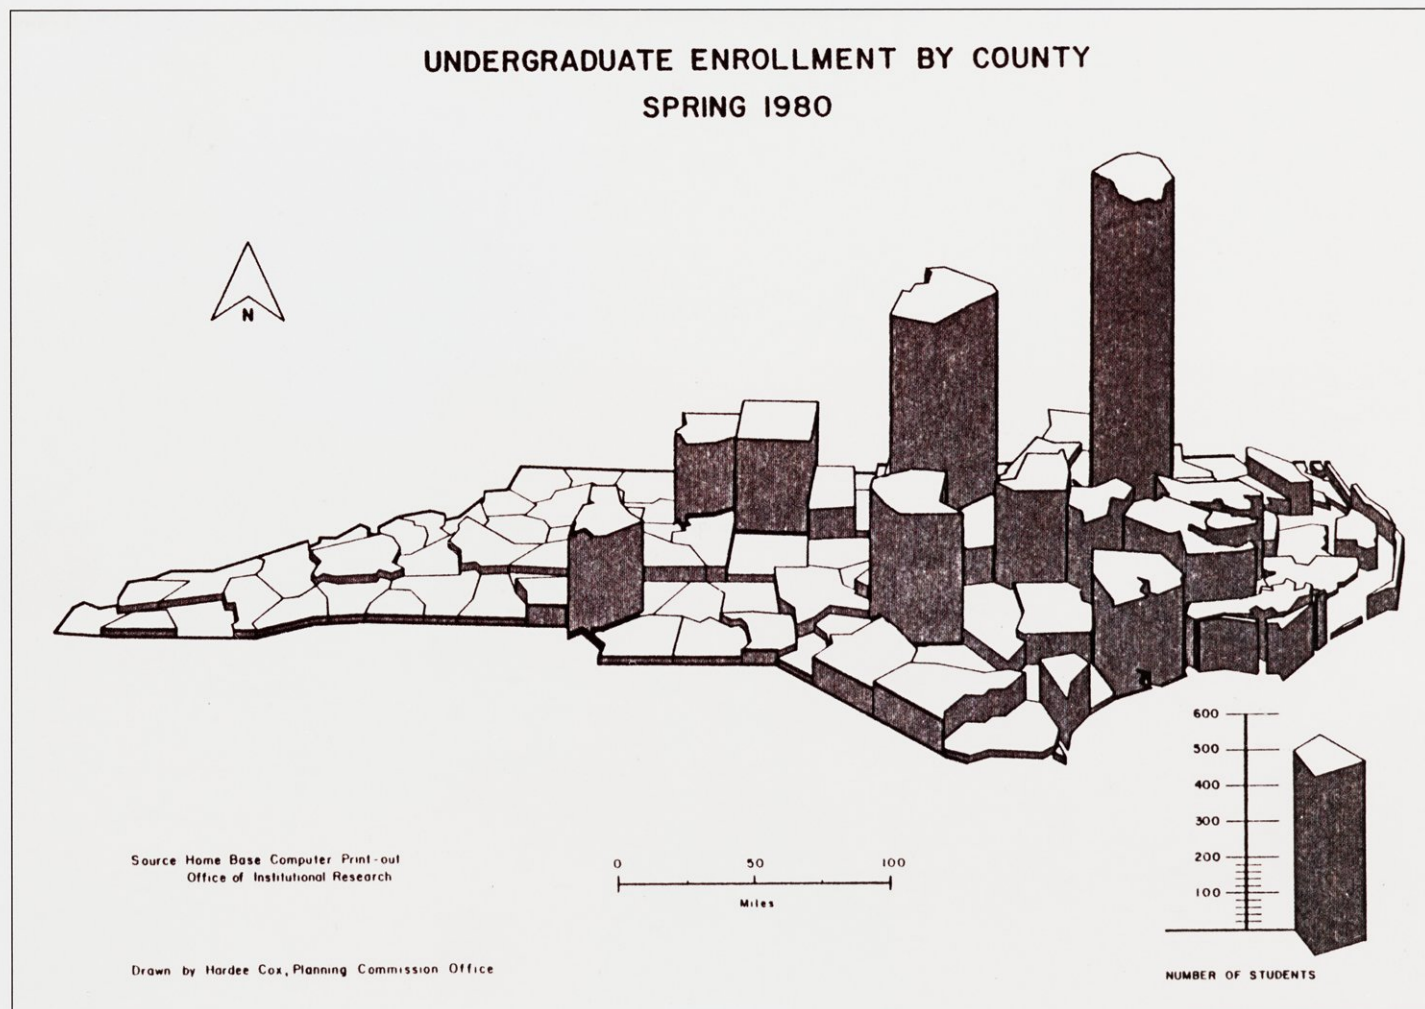 UNDERGRADUATE ENROLLMENT BY COUNTY
SPRING 1980
N
600
500
400
300
200
100
NUMBER OF STUDENTS
Source Home Base Computer Print-out
Office of Institutional Research
0 50 100
Miles
Drawn by Hardee Cox, Planning Commission Office